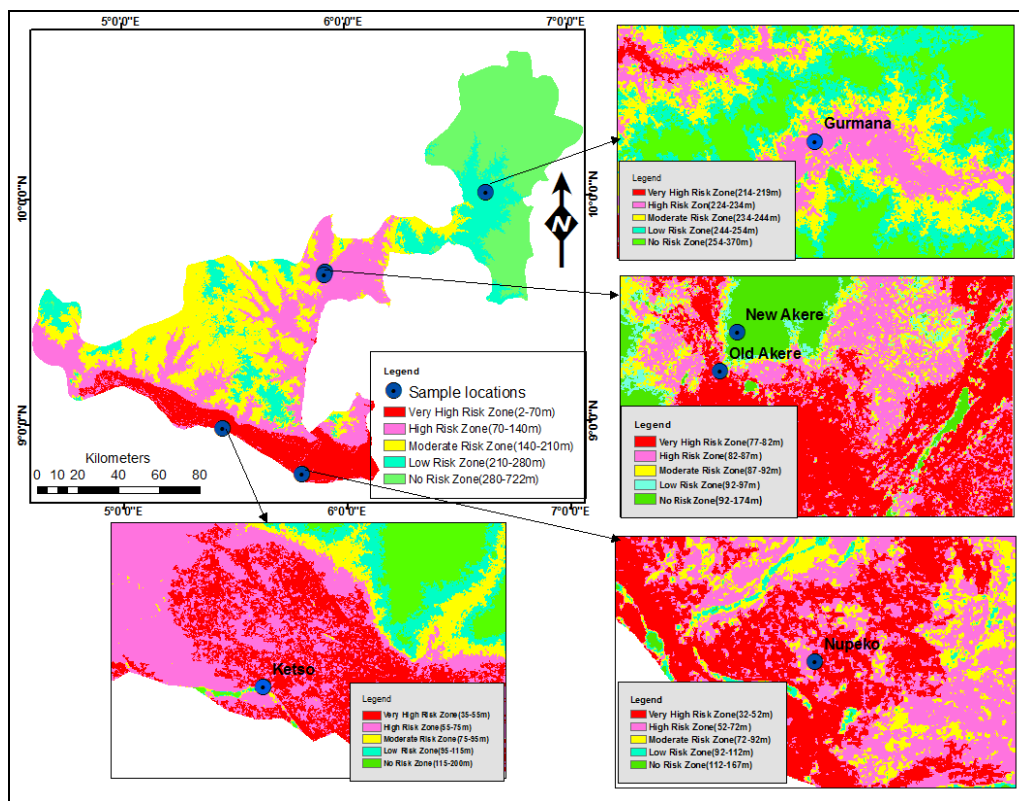 5°0'0"E
6°0'0"E
7°0'0"E
10°0'0"N
10°0'0"N
9°0'0"N
9°0'0"N
N
Legend
Sample locations
Very High Risk Zone(2-70m)
High Risk Zone(70-140m)
Moderate Risk Zone(140-210m)
Low Risk Zone(210-280m)
No Risk Zone(280-722m)
Kilometers
0 10 20 40 60 80
5°0'0"E
6°0'0"E
7°0'0"E
Gurmana
Legend
Very High Risk Zone(214-219m)
High Risk Zon(224-234m)
Moderate Risk Zone(234-244m)
Low Risk Zone(244-254m)
No Risk Zone(254-370m)
New Akere
Old Akere
Legend
Very High Risk Zone(77-82m)
High Risk Zone(82-87m)
Moderate Risk Zone(87-92m)
Low Risk Zone(92-97m)
No Risk Zone(92-174m)
Ketso
Legend
Very High Risk Zone(35-55m)
High Risk Zone(55-75m)
Moderate Risk Zone(75-95m)
Low Risk Zone(95-115m)
No Risk Zone(115-200m)
Nupeko
Legend
Very High Risk Zone(32-52m)
High Risk Zone(52-72m)
Moderate Risk Zone(72-92m)
Low Risk Zone(92-112m)
No Risk Zone(112-167m)